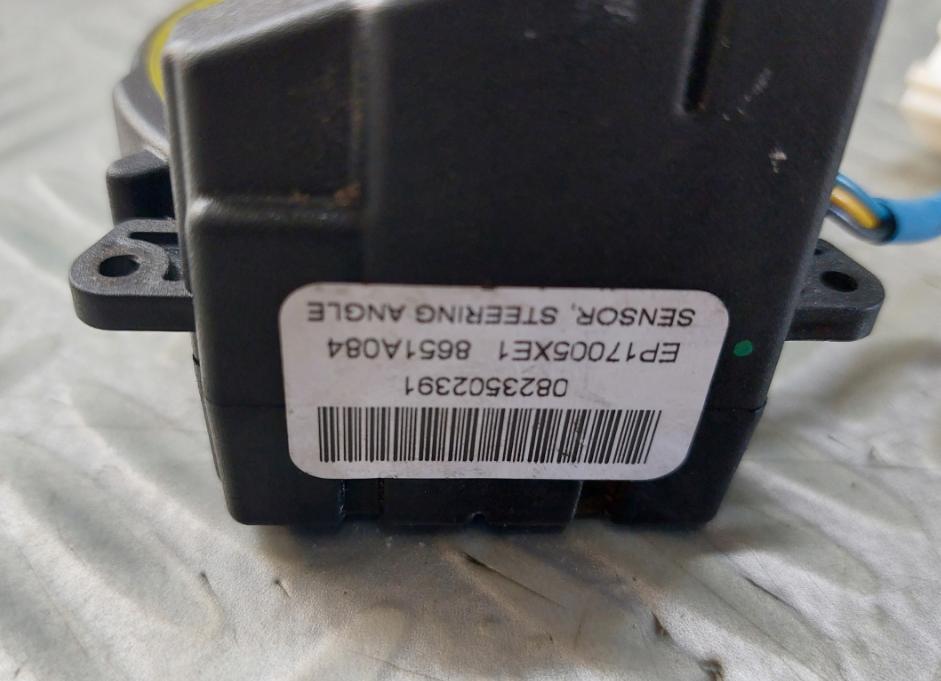 0823502391
EP17005XE1 8651A084
SENSOR, STEERING ANGLE